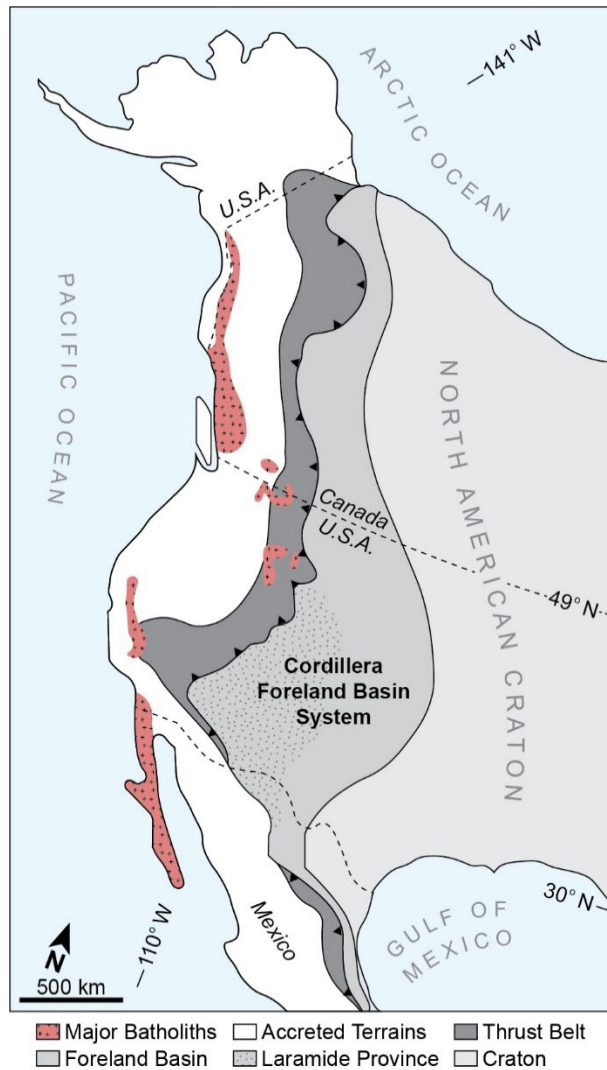 —141° W
ARCTIC OCEAN
U.S.A.
PACIFIC OCEAN
NORTH AMERICAN CRATON
Canada
U.S.A.
49° N
Cordillera
Foreland Basin
System
30° N
Mexico
GULF OF
MEXICO
—110° W
N
500 km
Major Batholiths
Accreted Terrains
Thrust Belt
Foreland Basin
Laramide Province
Craton